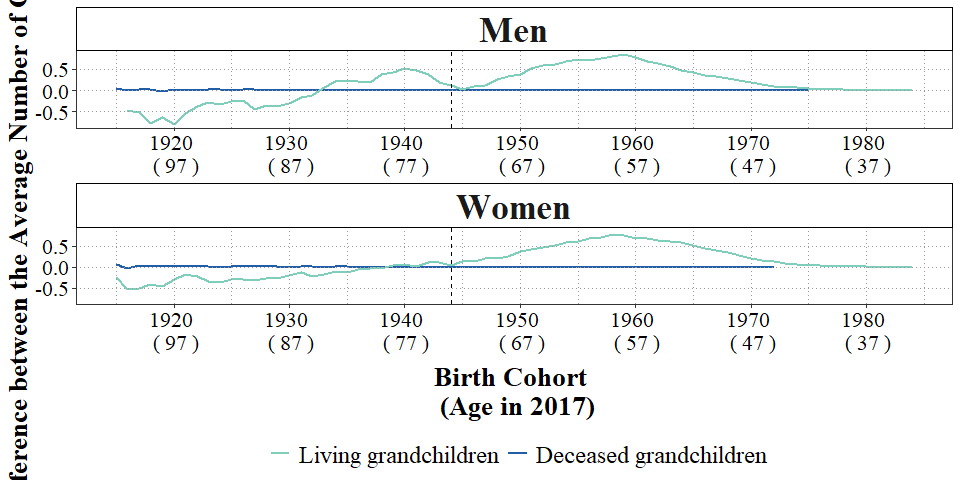 ference between the Average Number of
Men
0.5
0.0
-0.5
1920 1930 1940 1950 1960 1970 1980
( 97 ) ( 87 ) ( 77 ) ( 67 ) ( 57 ) ( 47 ) ( 37 )
Women
0.5
0.0
-0.5
1920 1930 1940 1950 1960 1970 1980
( 97 ) ( 87 ) ( 77 ) ( 67 ) ( 57 ) ( 47 ) ( 37 )
Birth Cohort
(Age in 2017)
Living grandchildren Deceased grandchildren